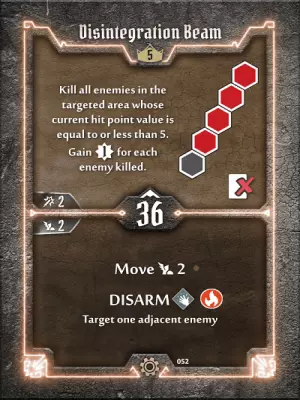 Disintegration Beam
5
Kill all enemies in the
targeted area whose
current hit point value is
equal to or less than 5.
Gain 1 for each
enemy killed.
2
36
2
Move 2
DISARM
Target one adjacent enemy
052